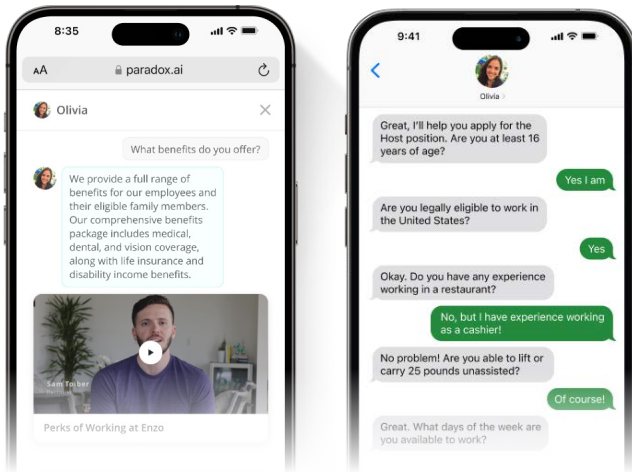 8:35
AA
paradox.ai
Olivia
What benefits do you offer?
We provide a full range of
benefits for our employees and
their eligible family members.
Our comprehensive benefits
package includes medical,
dental, and vision coverage,
along with life insurance and
disability income benefits.
Sam Tosber
Perks of Working at Enzo
9:41
Olivia
Great, I'll help you apply for the
Host position. Are you at least 16
years of age?
Yes I am
Are you legally eligible to work in
the United States?
Yes
Okay. Do you have any experience
working in a restaurant?
No, but I have experience working
as a cashier!
No problem! Are you able to lift or
carry 25 pounds unassisted?
Of course!
Great. What days of the week are
you available to work?